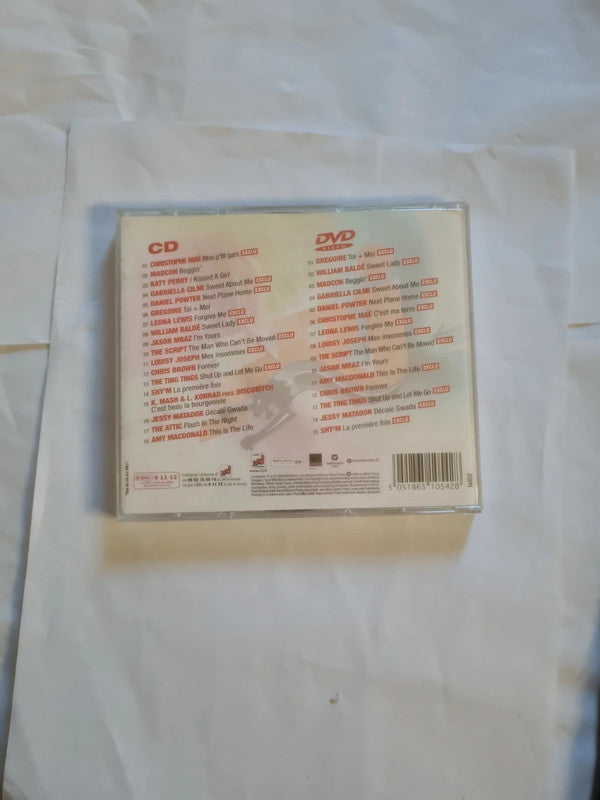 CD
01 CHRISTOPHE MAÉ Mon p'tit gars EXCLU
02 MADCON Beggin'
03 KATY PERRY I Kissed A Girl
04 GABRIELLA CILMI Sweet About Me EXCLU
05 DANIEL POWTER Next Plane Home EXCLU
06 GREGOIRE Toi + Moi
07 LEONA LEWIS Forgive Me EXCLU
08 WILLIAM BALDÉ Sweet Lady EXCLU
09 JASON MRAZ I'm Yours
10 THE SCRIPT The Man Who Can't Be Moved EXCLU
11 LOUISY JOSEPH Mes insomnies EXCLU
12 CHRIS BROWN Forever
13 THE TING TINGS Shut Up and Let Me Go EXCLU
14 SHY'M La première fois
15 K. MASH & L. KONRAD PRES. DISCOBITCH
C'est beau la bourgeoisie
16 JESSY MATADOR Décalé Gwada
17 THE ATTIC Flash In The Night
18 AMY MACDONALD This Is The Life
DVD
VIDEO
01 GREGOIRE Toi + Moi EXCLU
02 WILLIAM BALDÉ Sweet Lady EXCLU
03 MADCON Beggin' EXCLU
04 GABRIELLA CILMI Sweet About Me EXCLU
05 DANIEL POWTER Next Plane Home EXCLU
06 CHRISTOPHE MAÉ C'est ma terre EXCLU
07 LEONA LEWIS Forgive Me EXCLU
08 LOUISY JOSEPH Mes insomnies EXCLU
09 THE SCRIPT The Man Who Can't Be Moved EXCLU
10 JASON MRAZ I'm Yours
11 AMY MACDONALD This Is The Life EXCLU
12 CHRIS BROWN Forever
13 THE TING TINGS Shut Up and Let Me Go EXCLU
14 JESSY MATADOR Décalé Gwada EXCLU
15 SHY'M La première fois EXCLU
6 11 12
NRJ
NRJ
5 051865 105428